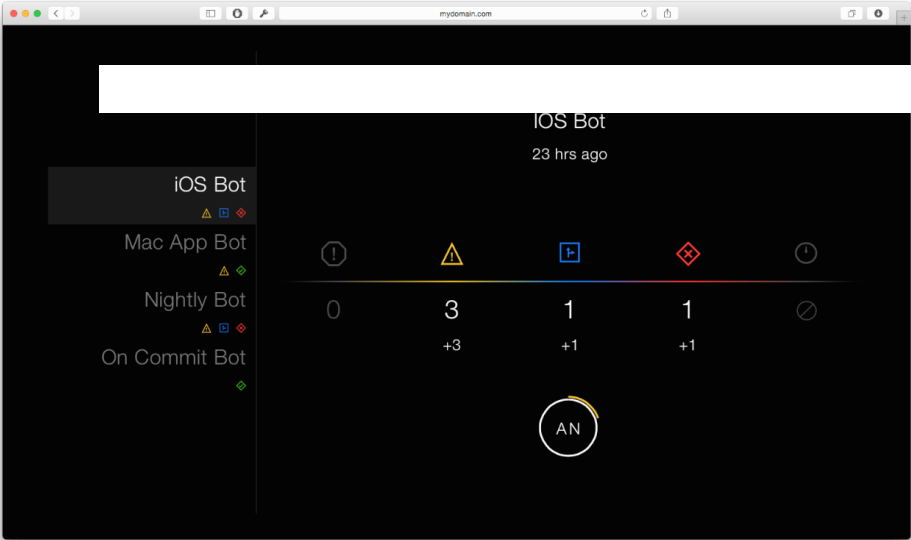 mydomain.com
iOS Bot
23 hrs ago
iOS Bot
Mac App Bot
Nightly Bot
On Commit Bot
0 3 1 1
+3 +1 +1
AN